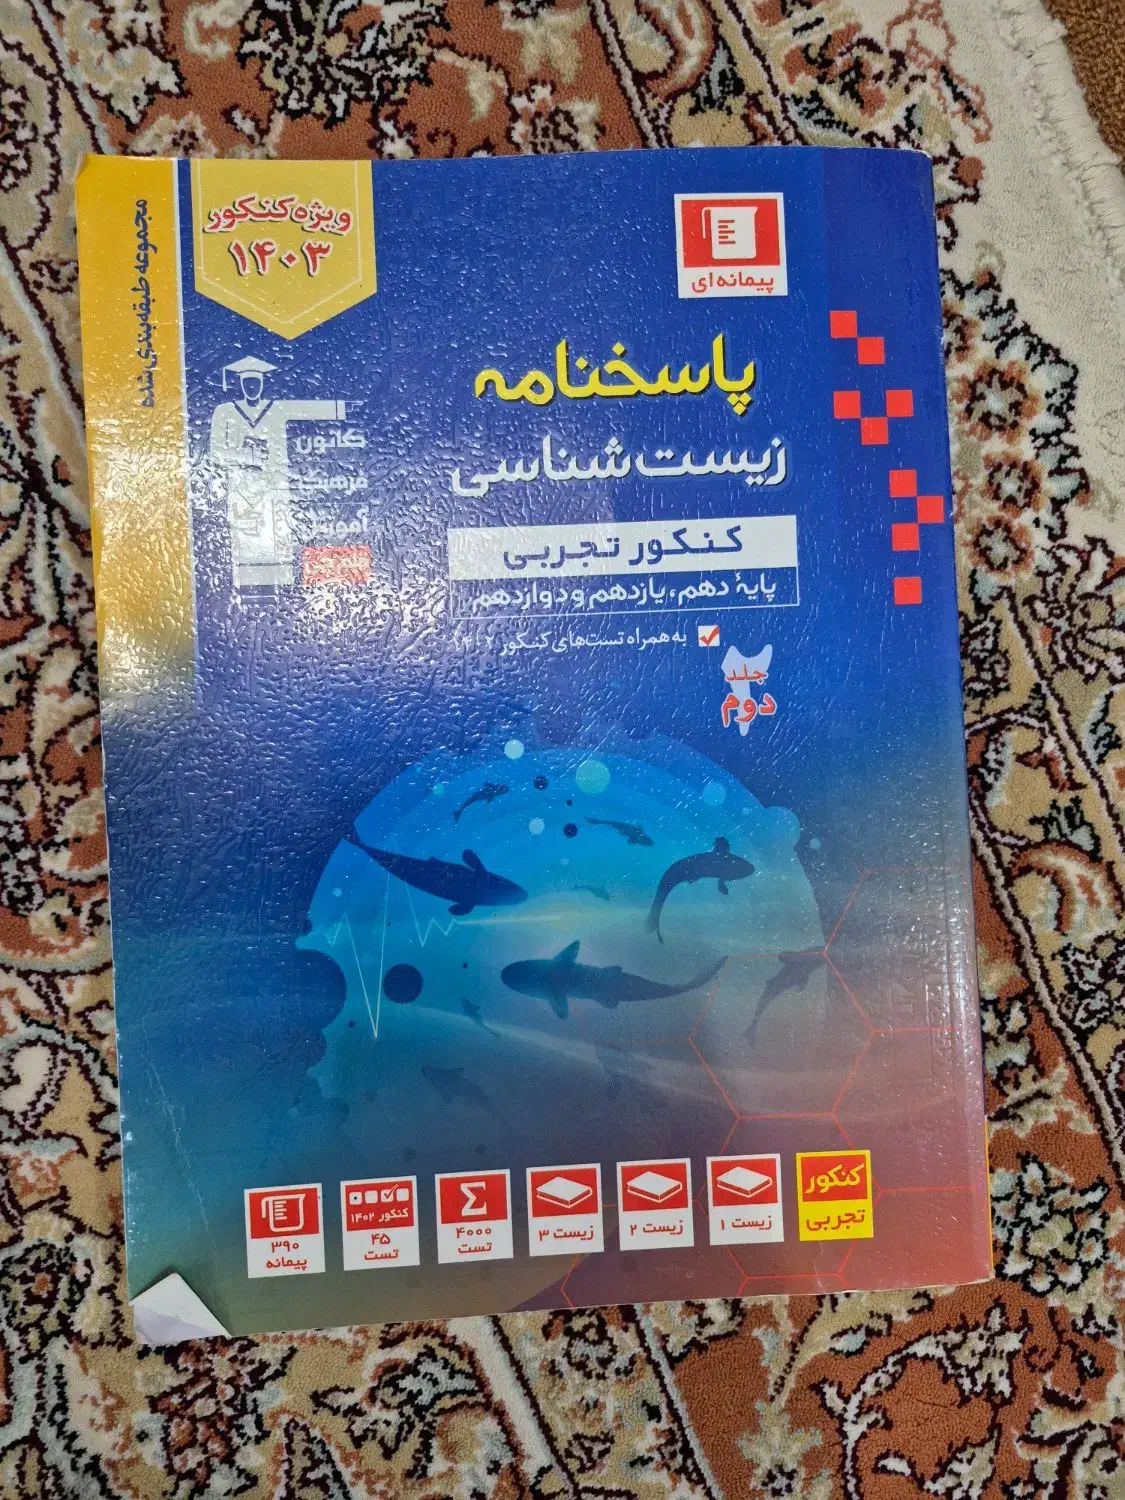 مجموعه طبقه‌بندی شده
ویژه کنکور
۱۴۰۳
پیمانه‌ای
پاسخنامه
زیست‌شناسی
کانون
فرهنگی
آموزش
کنکور تجربی
پایهٔ دهم، یازدهم و دوازدهم
به همراه تست‌های کنکور
جلد
دوم
کنکور
تجربی
زیست ۱
زیست ۲
زیست ۳
۴۰۰۰
تست
کنکور ۱۴۰۲
۴۵
تست
۳۹۰
پیمانه